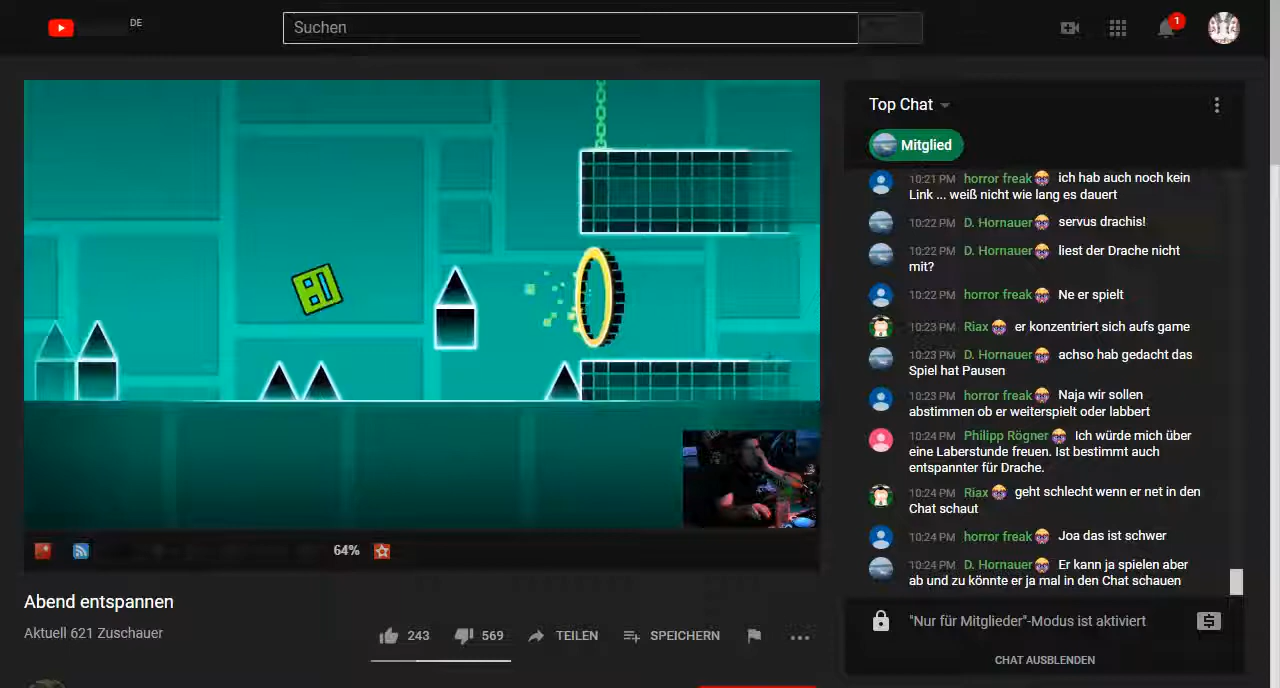 DE
Suchen
1
Top Chat
Mitglied
10:21 PM horror freak ich hab auch noch kein
Link ... weiß nicht wie lang es dauert
10:22 PM D. Hornauer servus drachis!
10:22 PM D. Hornauer liest der Drache nicht
mit?
10:22 PM horror freak Ne er spielt
10:23 PM Riax er konzentriert sich aufs game
10:23 PM D. Hornauer achso hab gedacht das
Spiel hat Pausen
10:23 PM horror freak Naja wir sollen
abstimmen ob er weiterspielt oder labbert
10:24 PM Philipp Rögner Ich würde mich über
eine Laberstunde freuen. Ist bestimmt auch
entspannter für Drache.
10:24 PM Riax geht schlecht wenn er net in den
Chat schaut
10:24 PM horror freak Joa das ist schwer
10:24 PM D. Hornauer Er kann ja spielen aber
ab und zu könnte er ja mal in den Chat schauen
"Nur für Mitglieder"-Modus ist aktiviert
CHAT AUSBLENDEN
64%
Abend entspannen
Aktuell 621 Zuschauer
243 569 TEILEN SPEICHERN